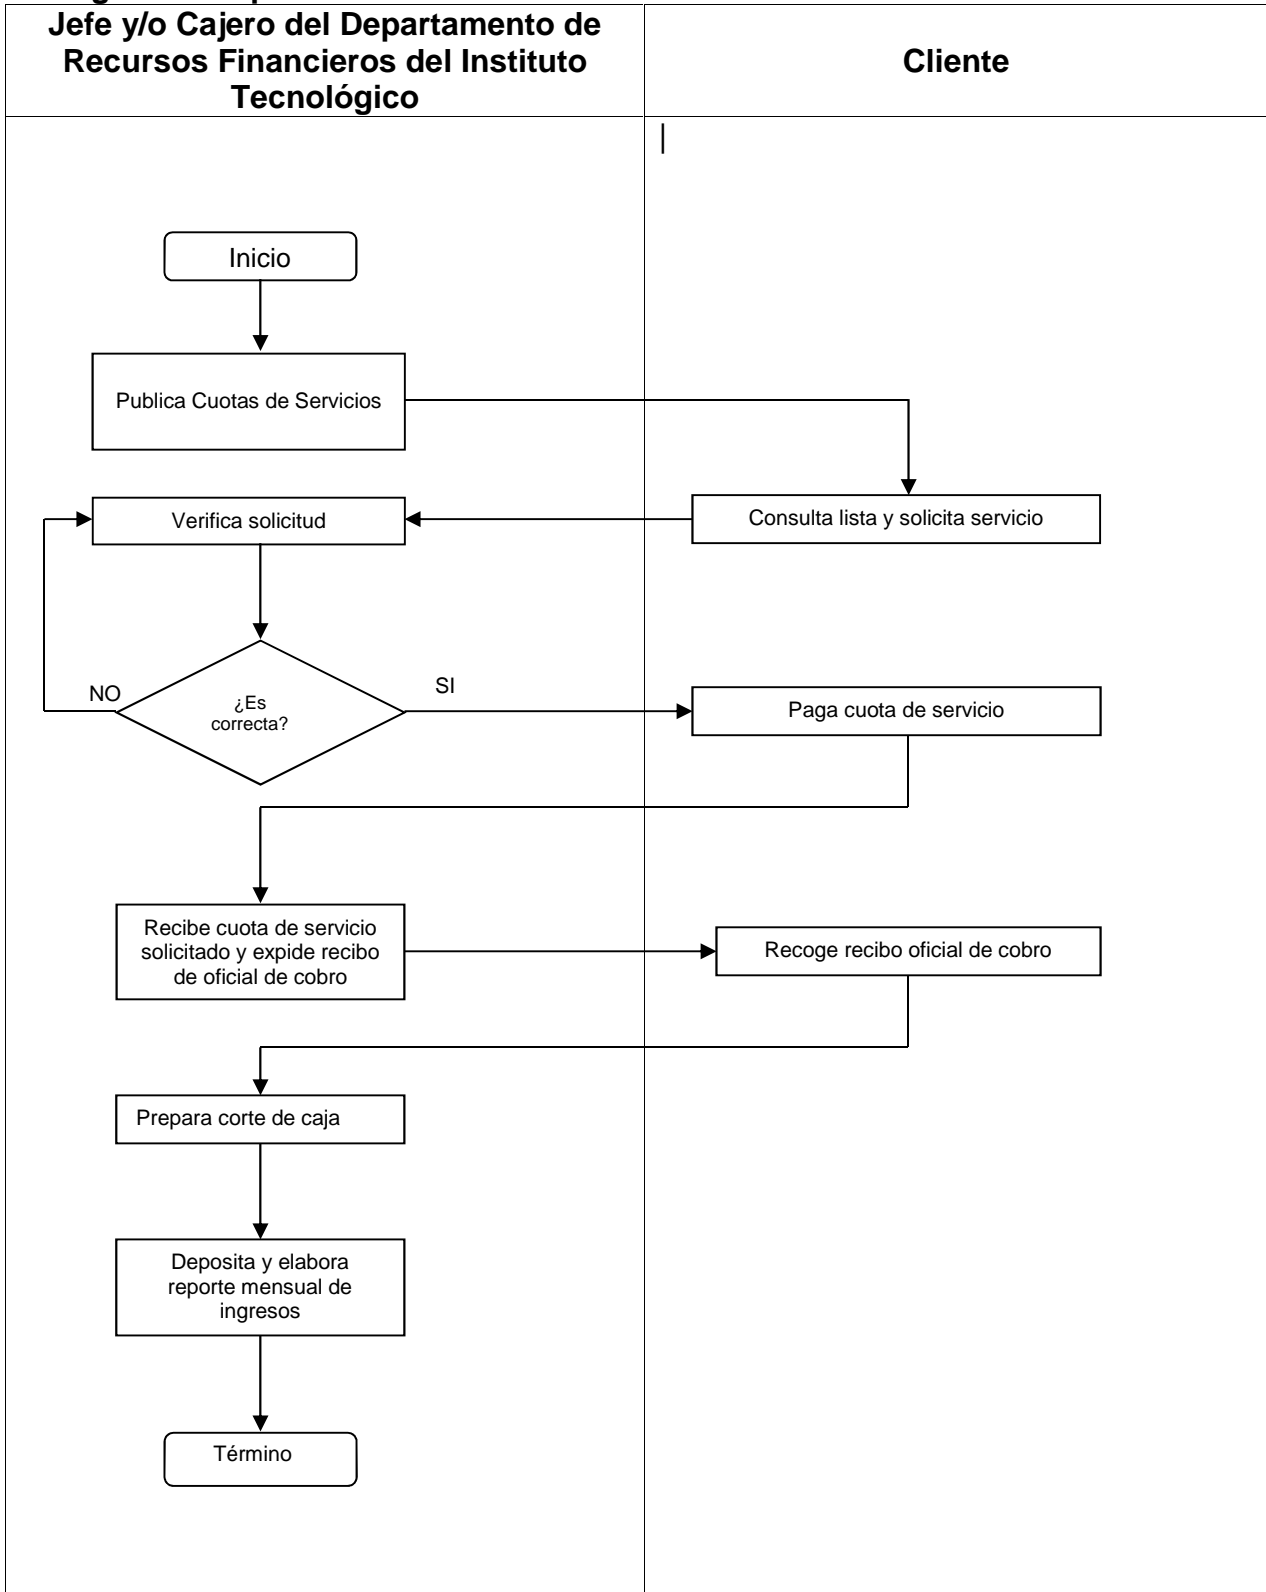 Jefe y/o Cajero del Departamento de
Recursos Financieros del Instituto
Tecnológico
Cliente
Inicio
Publica Cuotas de Servicios
Verifica solicitud
Consulta lista y solicita servicio
NO
¿Es
correcta?
SI
Paga cuota de servicio
Recibe cuota de servicio
solicitado y expide recibo
de oficial de cobro
Recoge recibo oficial de cobro
Prepara corte de caja
Deposita y elabora
reporte mensual de
ingresos
Término